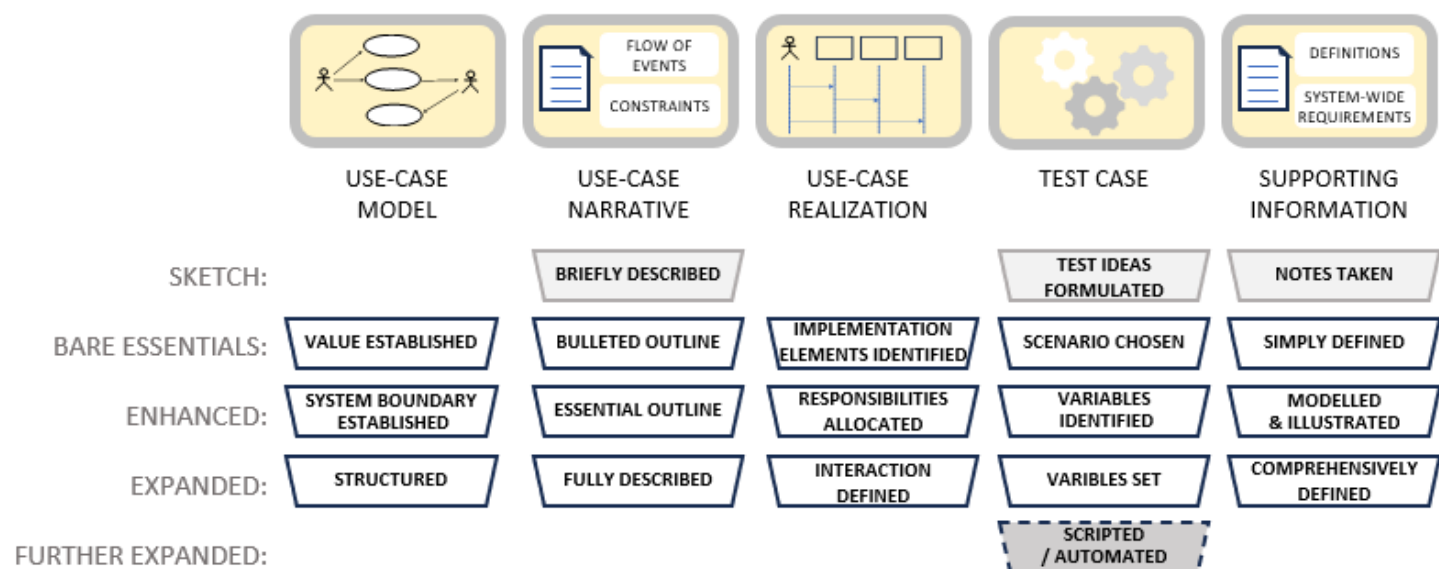 FLOW OF
EVENTS
CONSTRAINTS
DEFINITIONS
SYSTEM-WIDE
REQUIREMENTS
USE-CASE
MODEL
USE-CASE
NARRATIVE
USE-CASE
REALIZATION
TEST CASE
SUPPORTING
INFORMATION
SKETCH:
BRIEFLY DESCRIBED
TEST IDEAS
FORMULATED
NOTES TAKEN
BARE ESSENTIALS:
VALUE ESTABLISHED
BULLETED OUTLINE
IMPLEMENTATION
ELEMENTS IDENTIFIED
SCENARIO CHOSEN
SIMPLY DEFINED
ENHANCED:
SYSTEM BOUNDARY
ESTABLISHED
ESSENTIAL OUTLINE
RESPONSIBILITIES
ALLOCATED
VARIABLES
IDENTIFIED
MODELLED
& ILLUSTRATED
EXPANDED:
STRUCTURED
FULLY DESCRIBED
INTERACTION
DEFINED
VARIBLES SET
COMPREHENSIVELY
DEFINED
FURTHER EXPANDED:
SCRIPTED
/ AUTOMATED